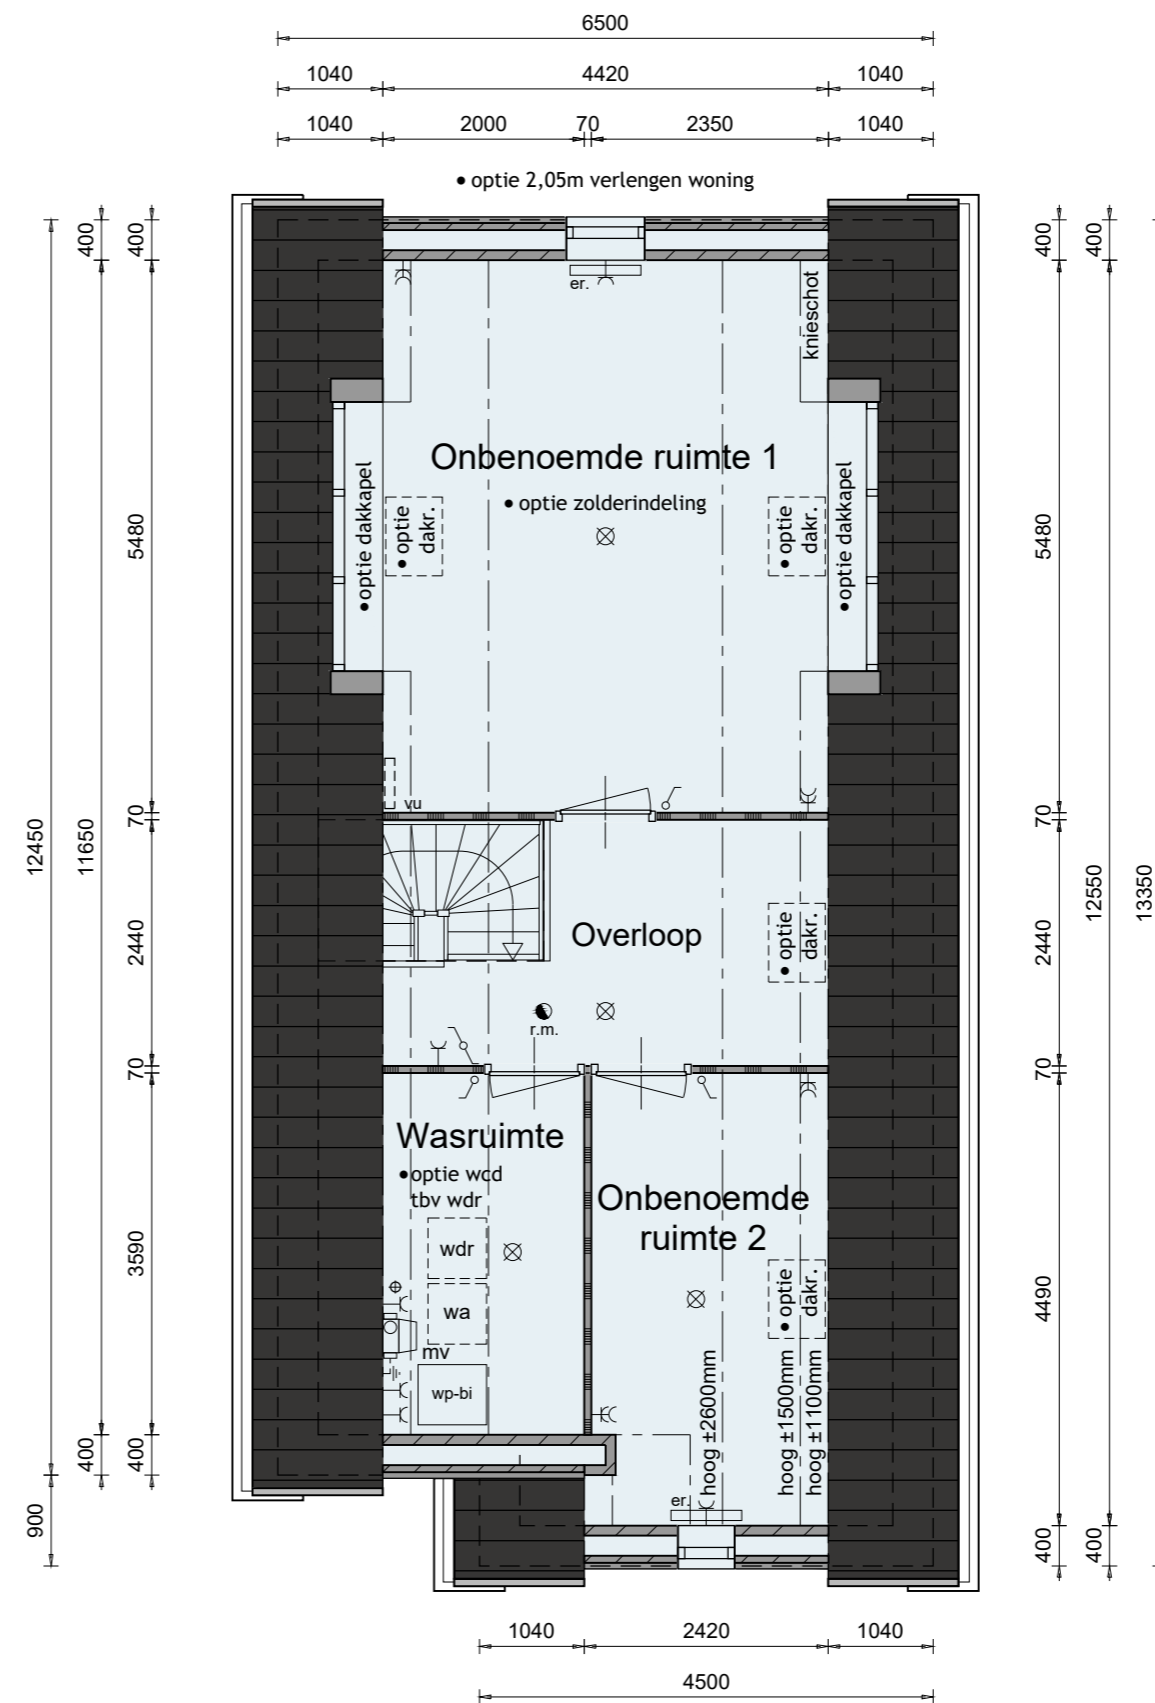 6500
1040 4420 1040
1040 2000 70 2350 1040
• optie 2,05m verlengen woning
400 400 400 400
er.
knieschot
Onbenoemde ruimte 1
• optie zolderindeling
•optie dakkapel
• optie
dakr.
• optie
dakr.
•optie dakkapel
5480 5480
vu
70 70
12450 11650 12550 13350
Overloop
• optie
dakr.
2440 2440
r.m.
70 70
Wasruimte
•optie wcd
tbv wdr
Onbenoemde
ruimte 2
wdr
wa
mv
wp-bi
• optie
dakr.
3590 4490
hoog ±2600mm
hoog ±1500mm
hoog ±1100mm
400 400
er.
900
400 400
1040 2420 1040
4500